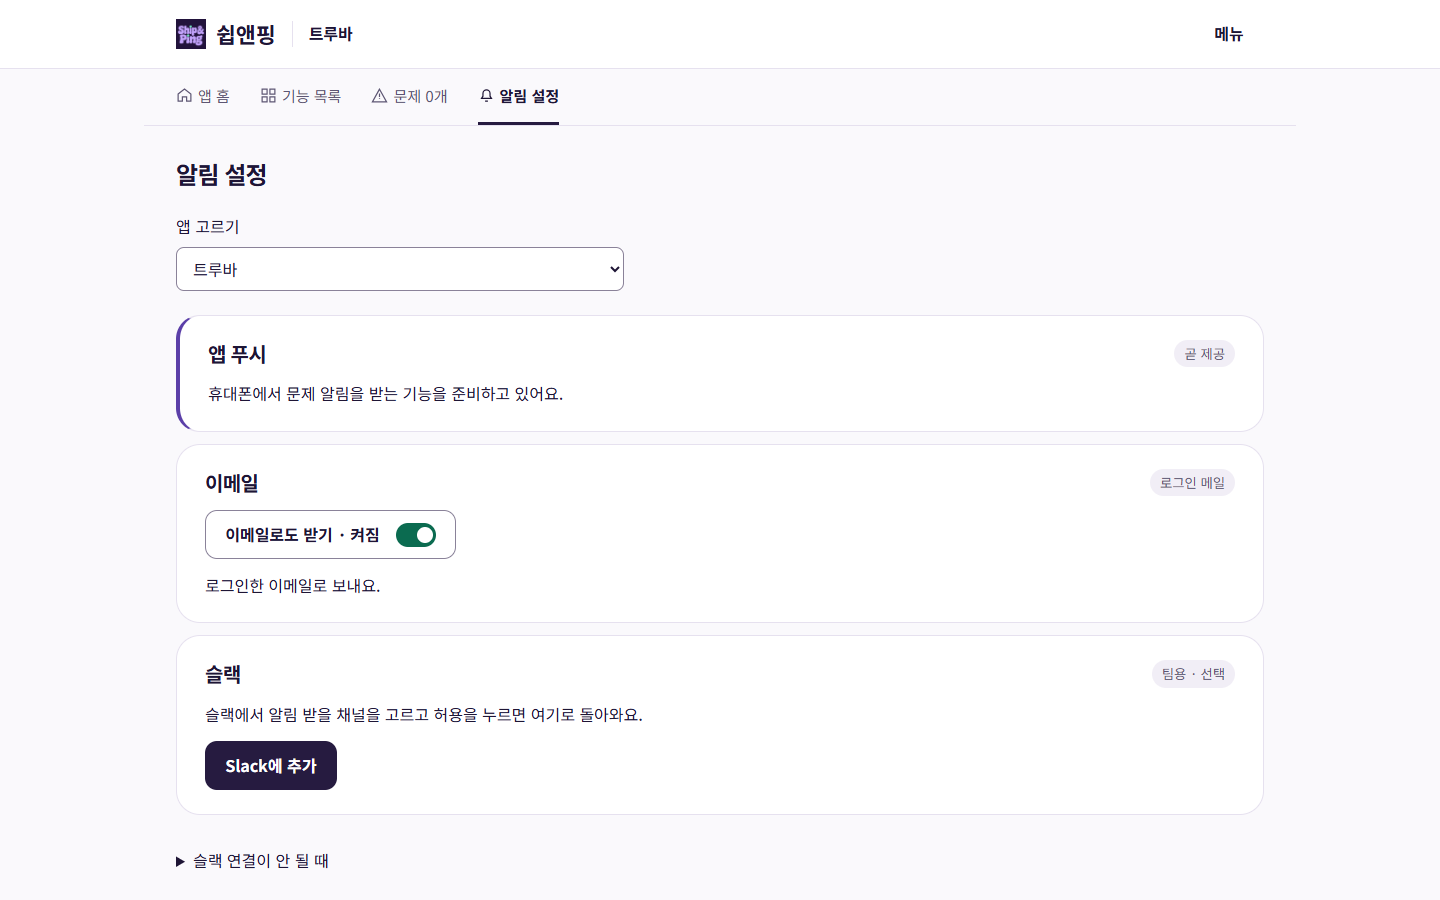 Ship&
Ping
쉽앤핑
트루바
메뉴
앱 홈
기능 목록
문제 0개
알림 설정
알림 설정
앱 고르기
트루바
앱 푸시
곧 제공
휴대폰에서 문제 알림을 받는 기능을 준비하고 있어요.
이메일
로그인 메일
이메일로도 받기 · 켜짐
로그인한 이메일로 보내요.
슬랙
팀용 · 선택
슬랙에서 알림 받을 채널을 고르고 허용을 누르면 여기로 돌아와요.
Slack에 추가
슬랙 연결이 안 될 때